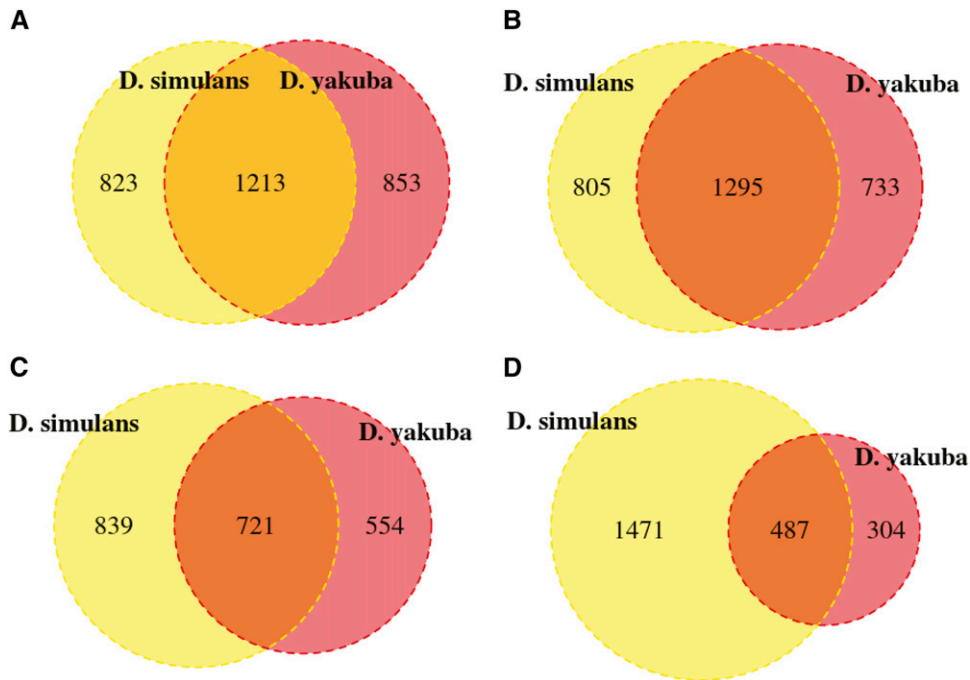 A
D. simulans D. yakuba
823 1213 853
B
D. simulans D. yakuba
805 1295 733
C
D. simulans D. yakuba
839 721 554
D
D. simulans
D. yakuba
1471 487 304